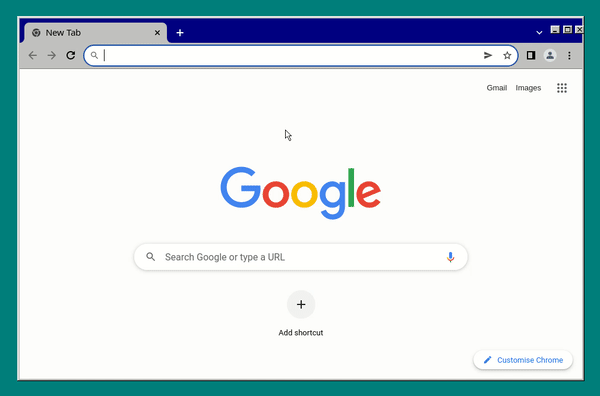 New Tab
Gmail Images
Google
Search Google or type a URL
Add shortcut
Customise Chrome